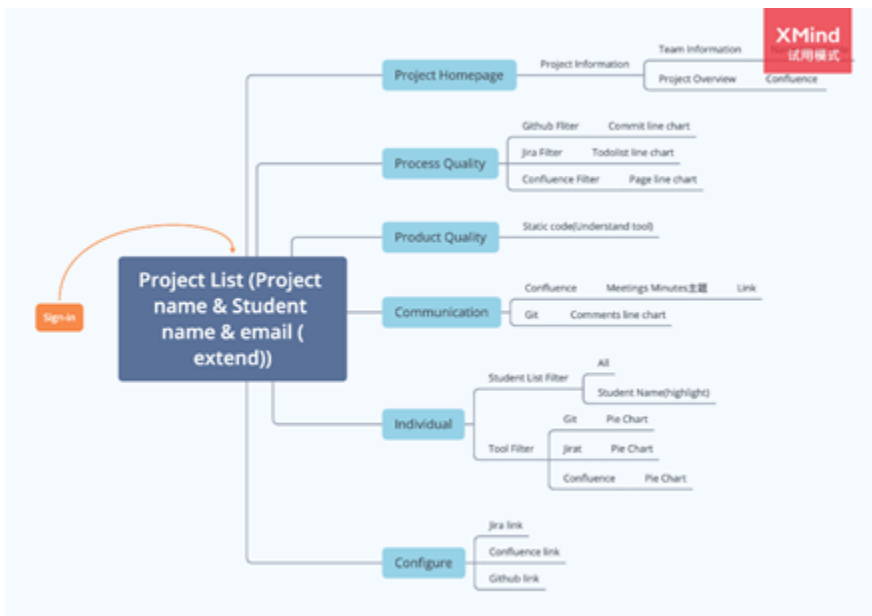 XMind
试用模式
Team Information
Project Information
Project Overview Confluence
Project Homepage
Github Fliter Commit line chart
Jira Filter Todolist line chart
Process Quality
Confluence Filter Page line chart
Static code(Understand tool)
Product Quality
Project List (Project
name & Student
name & email (
extend))
Sign-in
Confluence Meetings Minutes主题 Link
Communication
Git Comments line chart
All
Student List Filter
Student Name(highlight)
Individual
Git Pie Chart
Tool Filter Jirat Pie Chart
Confluence Pie Chart
Jira link
Confluence link
Configure
Github link